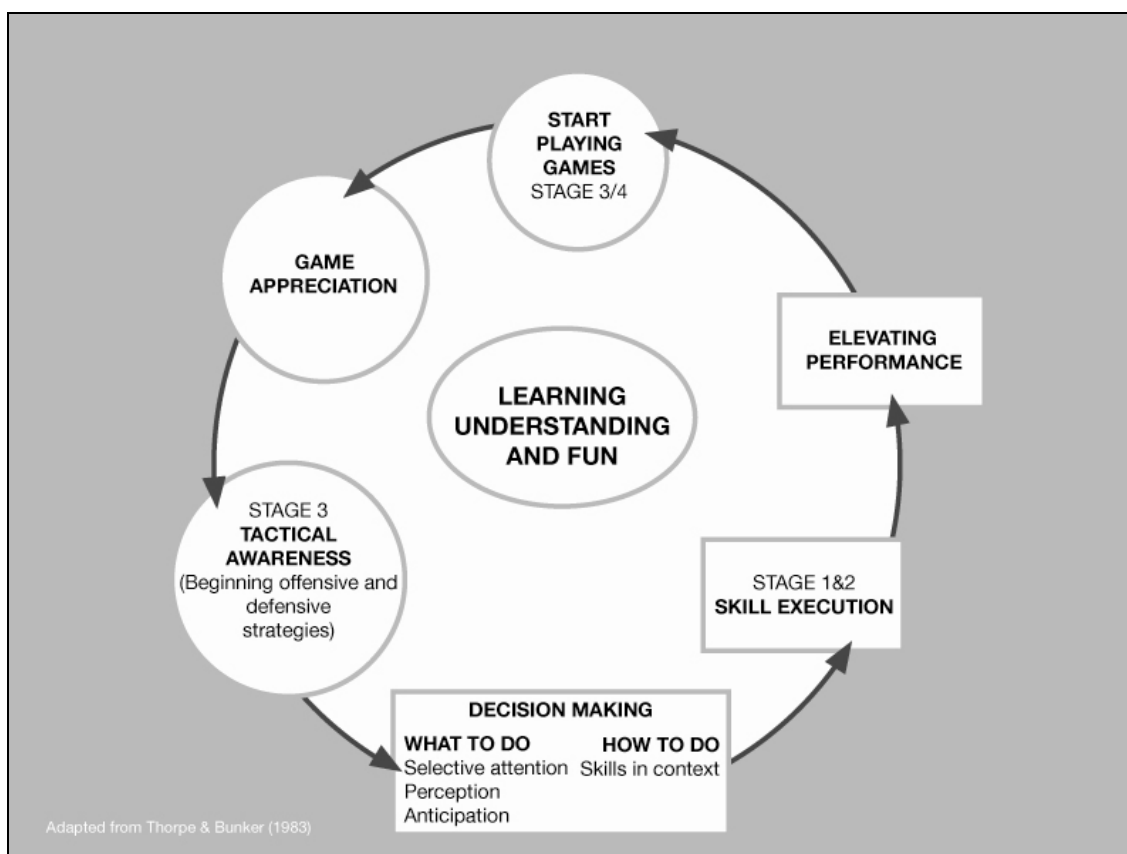 START
PLAYING
GAMES
STAGE 3/4
GAME
APPRECIATION
ELEVATING
PERFORMANCE
LEARNING
UNDERSTANDING
AND FUN
STAGE 3
TACTICAL
AWARENESS
(Beginning offensive and
defensive
strategies)
STAGE 1&2
SKILL EXECUTION
DECISION MAKING
WHAT TO DO
Selective attention
Perception
Anticipation
HOW TO DO
Skills in context
Adapted from Thorpe & Bunker (1983)